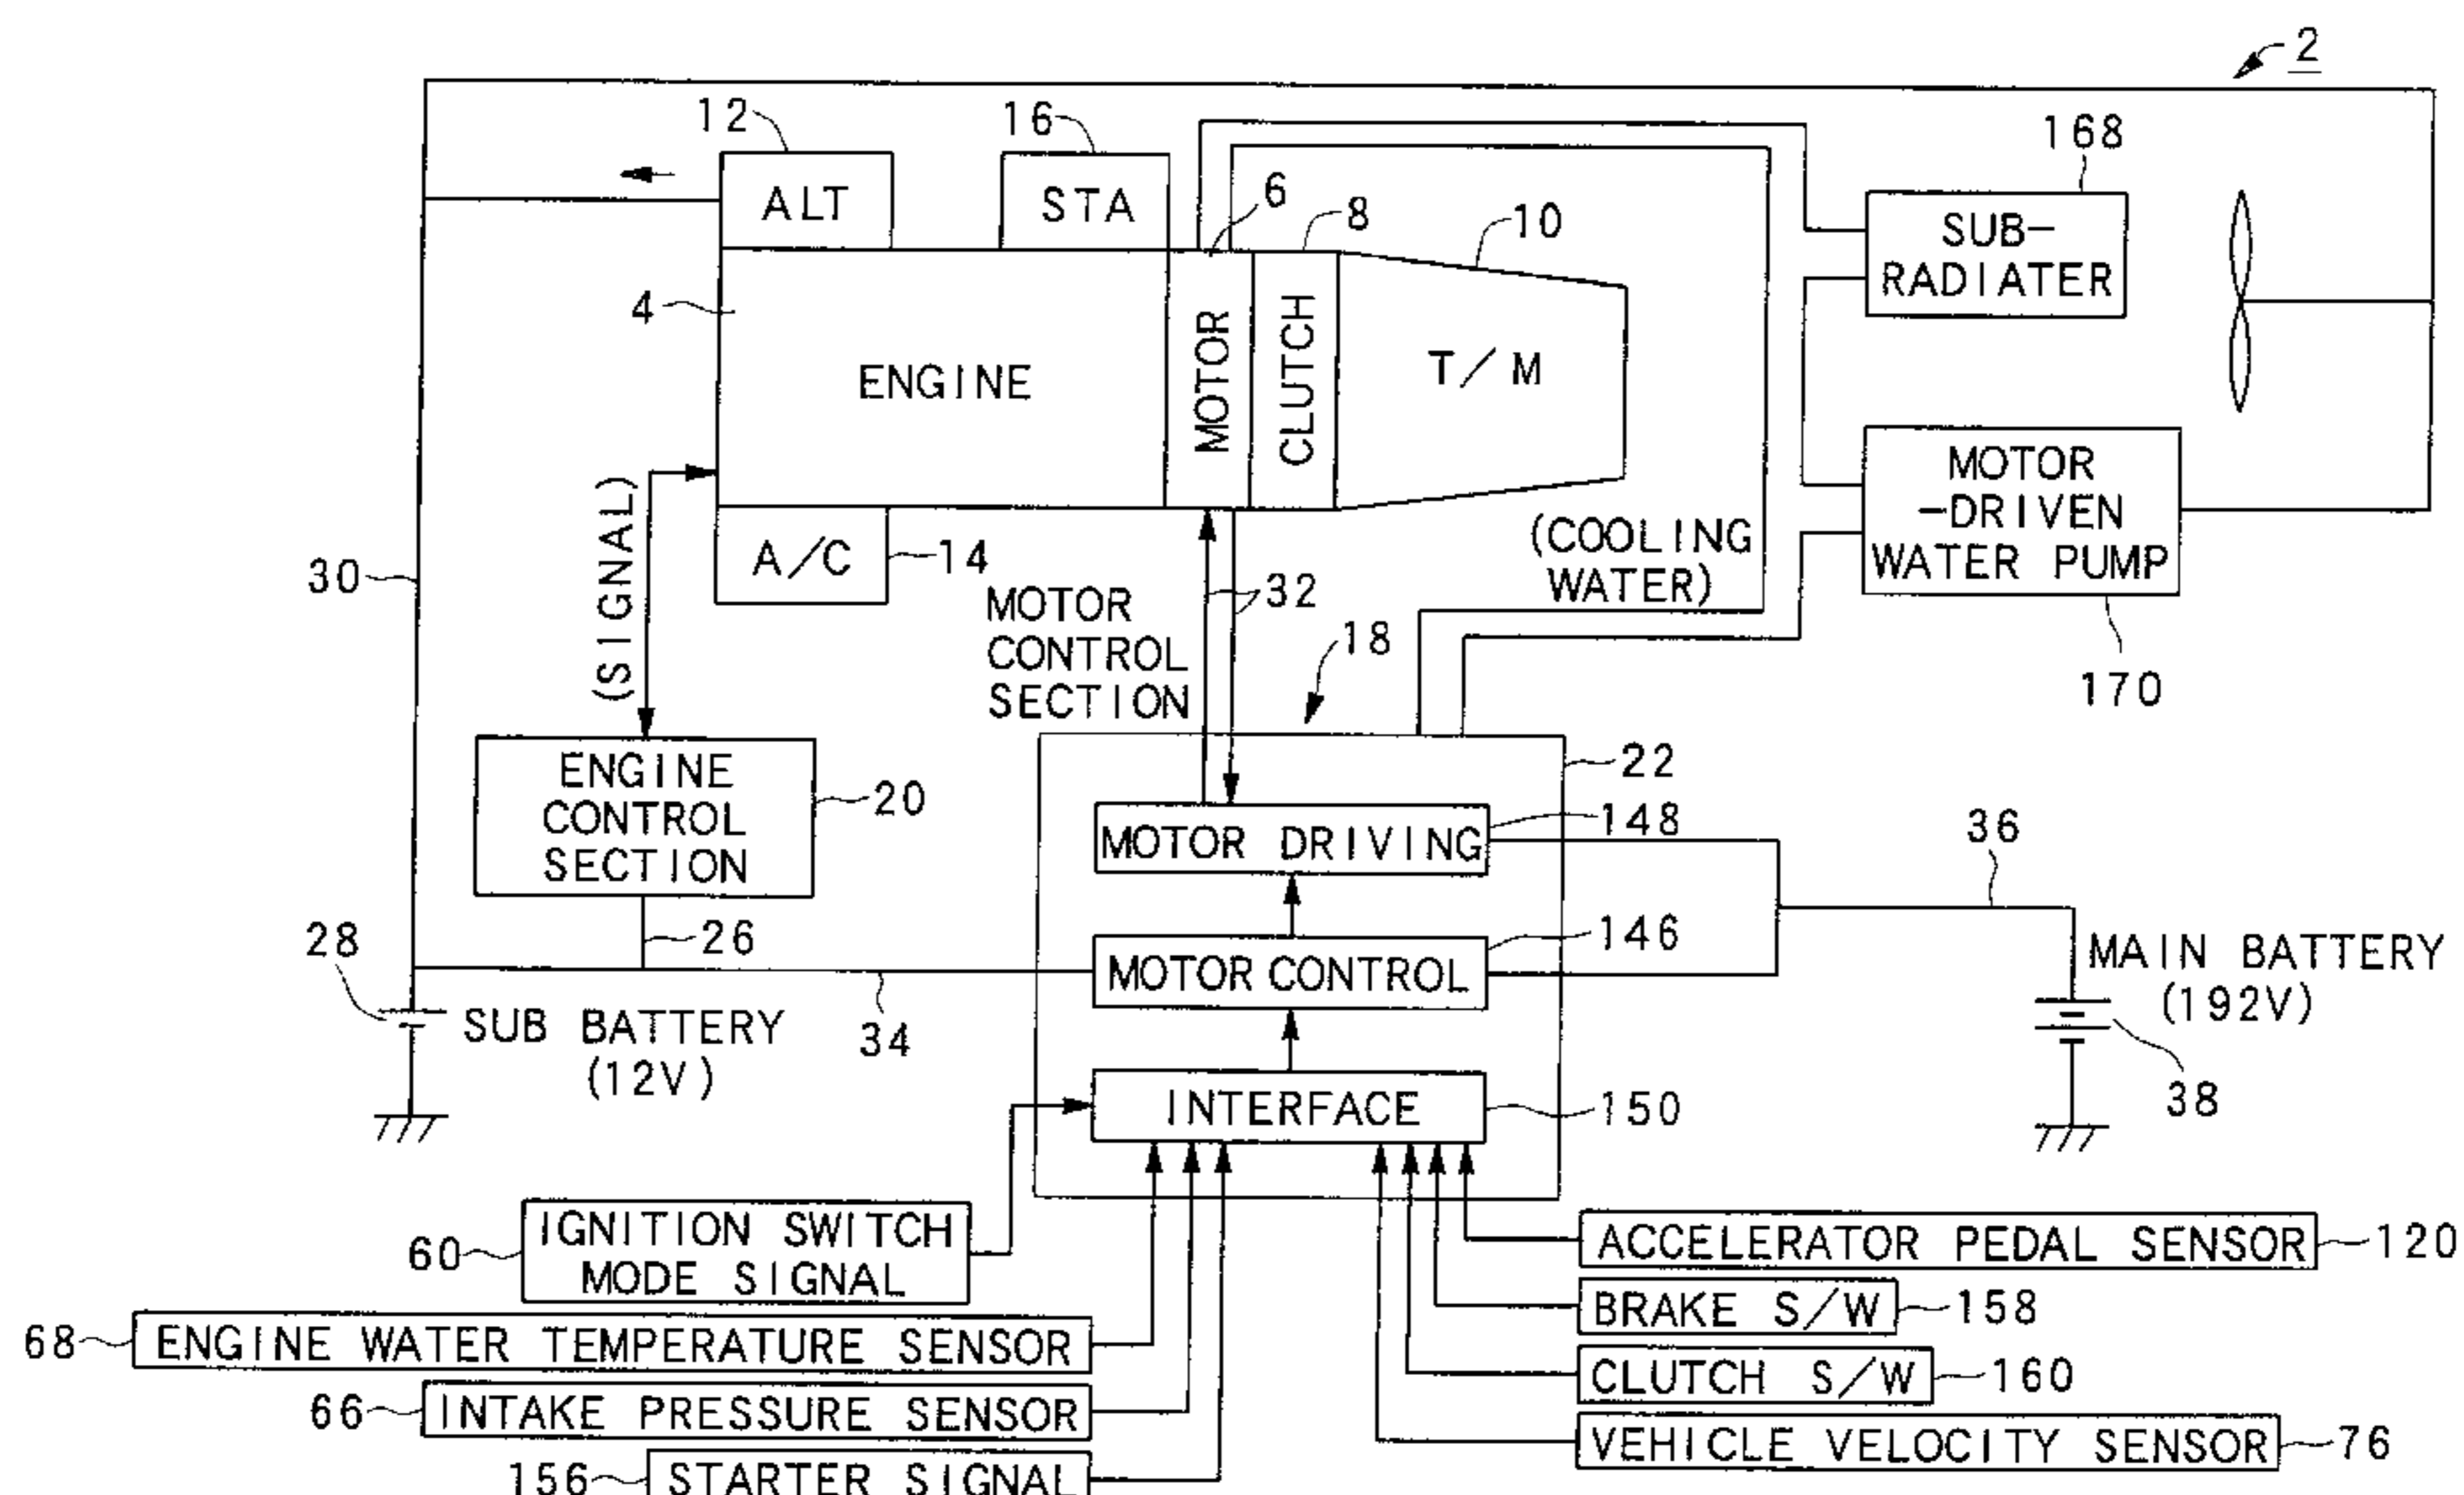 2
12
16
168
ALT
STA
6
8
10
SUB-
RADIATER
4
ENGINE
MOTOR
CLUTCH
T/M
MOTOR
-DRIVEN
WATER PUMP
(SIGNAL)
A/C
14
(COOLING
WATER)
30
MOTOR
CONTROL
SECTION
32
18
170
ENGINE
CONTROL
SECTION
20
22
MOTOR DRIVING
148
36
28
26
MOTOR CONTROL
146
MAIN BATTERY
(192V)
SUB BATTERY
(12V)
34
38
INTERFACE
150
60
IGNITION SWITCH
MODE SIGNAL
ACCELERATOR PEDAL SENSOR
120
BRAKE S/W
158
68
ENGINE WATER TEMPERATURE SENSOR
CLUTCH S/W
160
66
INTAKE PRESSURE SENSOR
VEHICLE VELOCITY SENSOR
76
156
STARTER SIGNAL